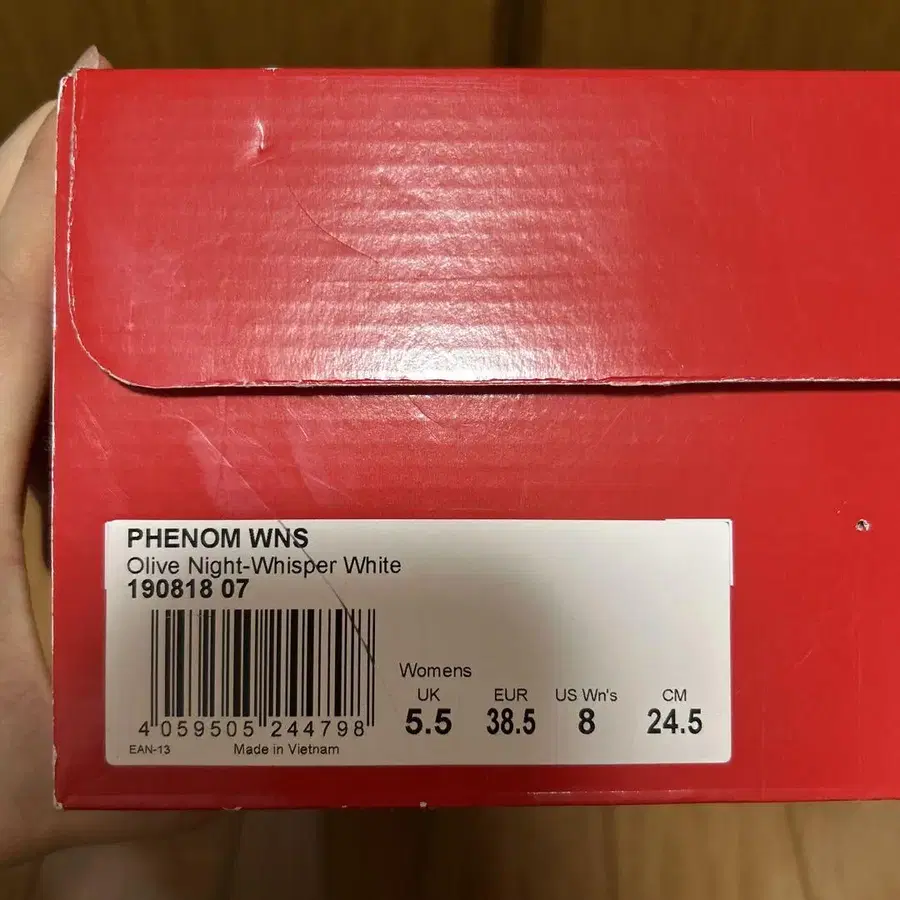 PHENOM WNS
Olive Night-Whisper White
190818 07
4 059505 244798
EAN-13
Made in Vietnam
Womens
UK EUR US Wn's CM
5.5 38.5 8 24.5